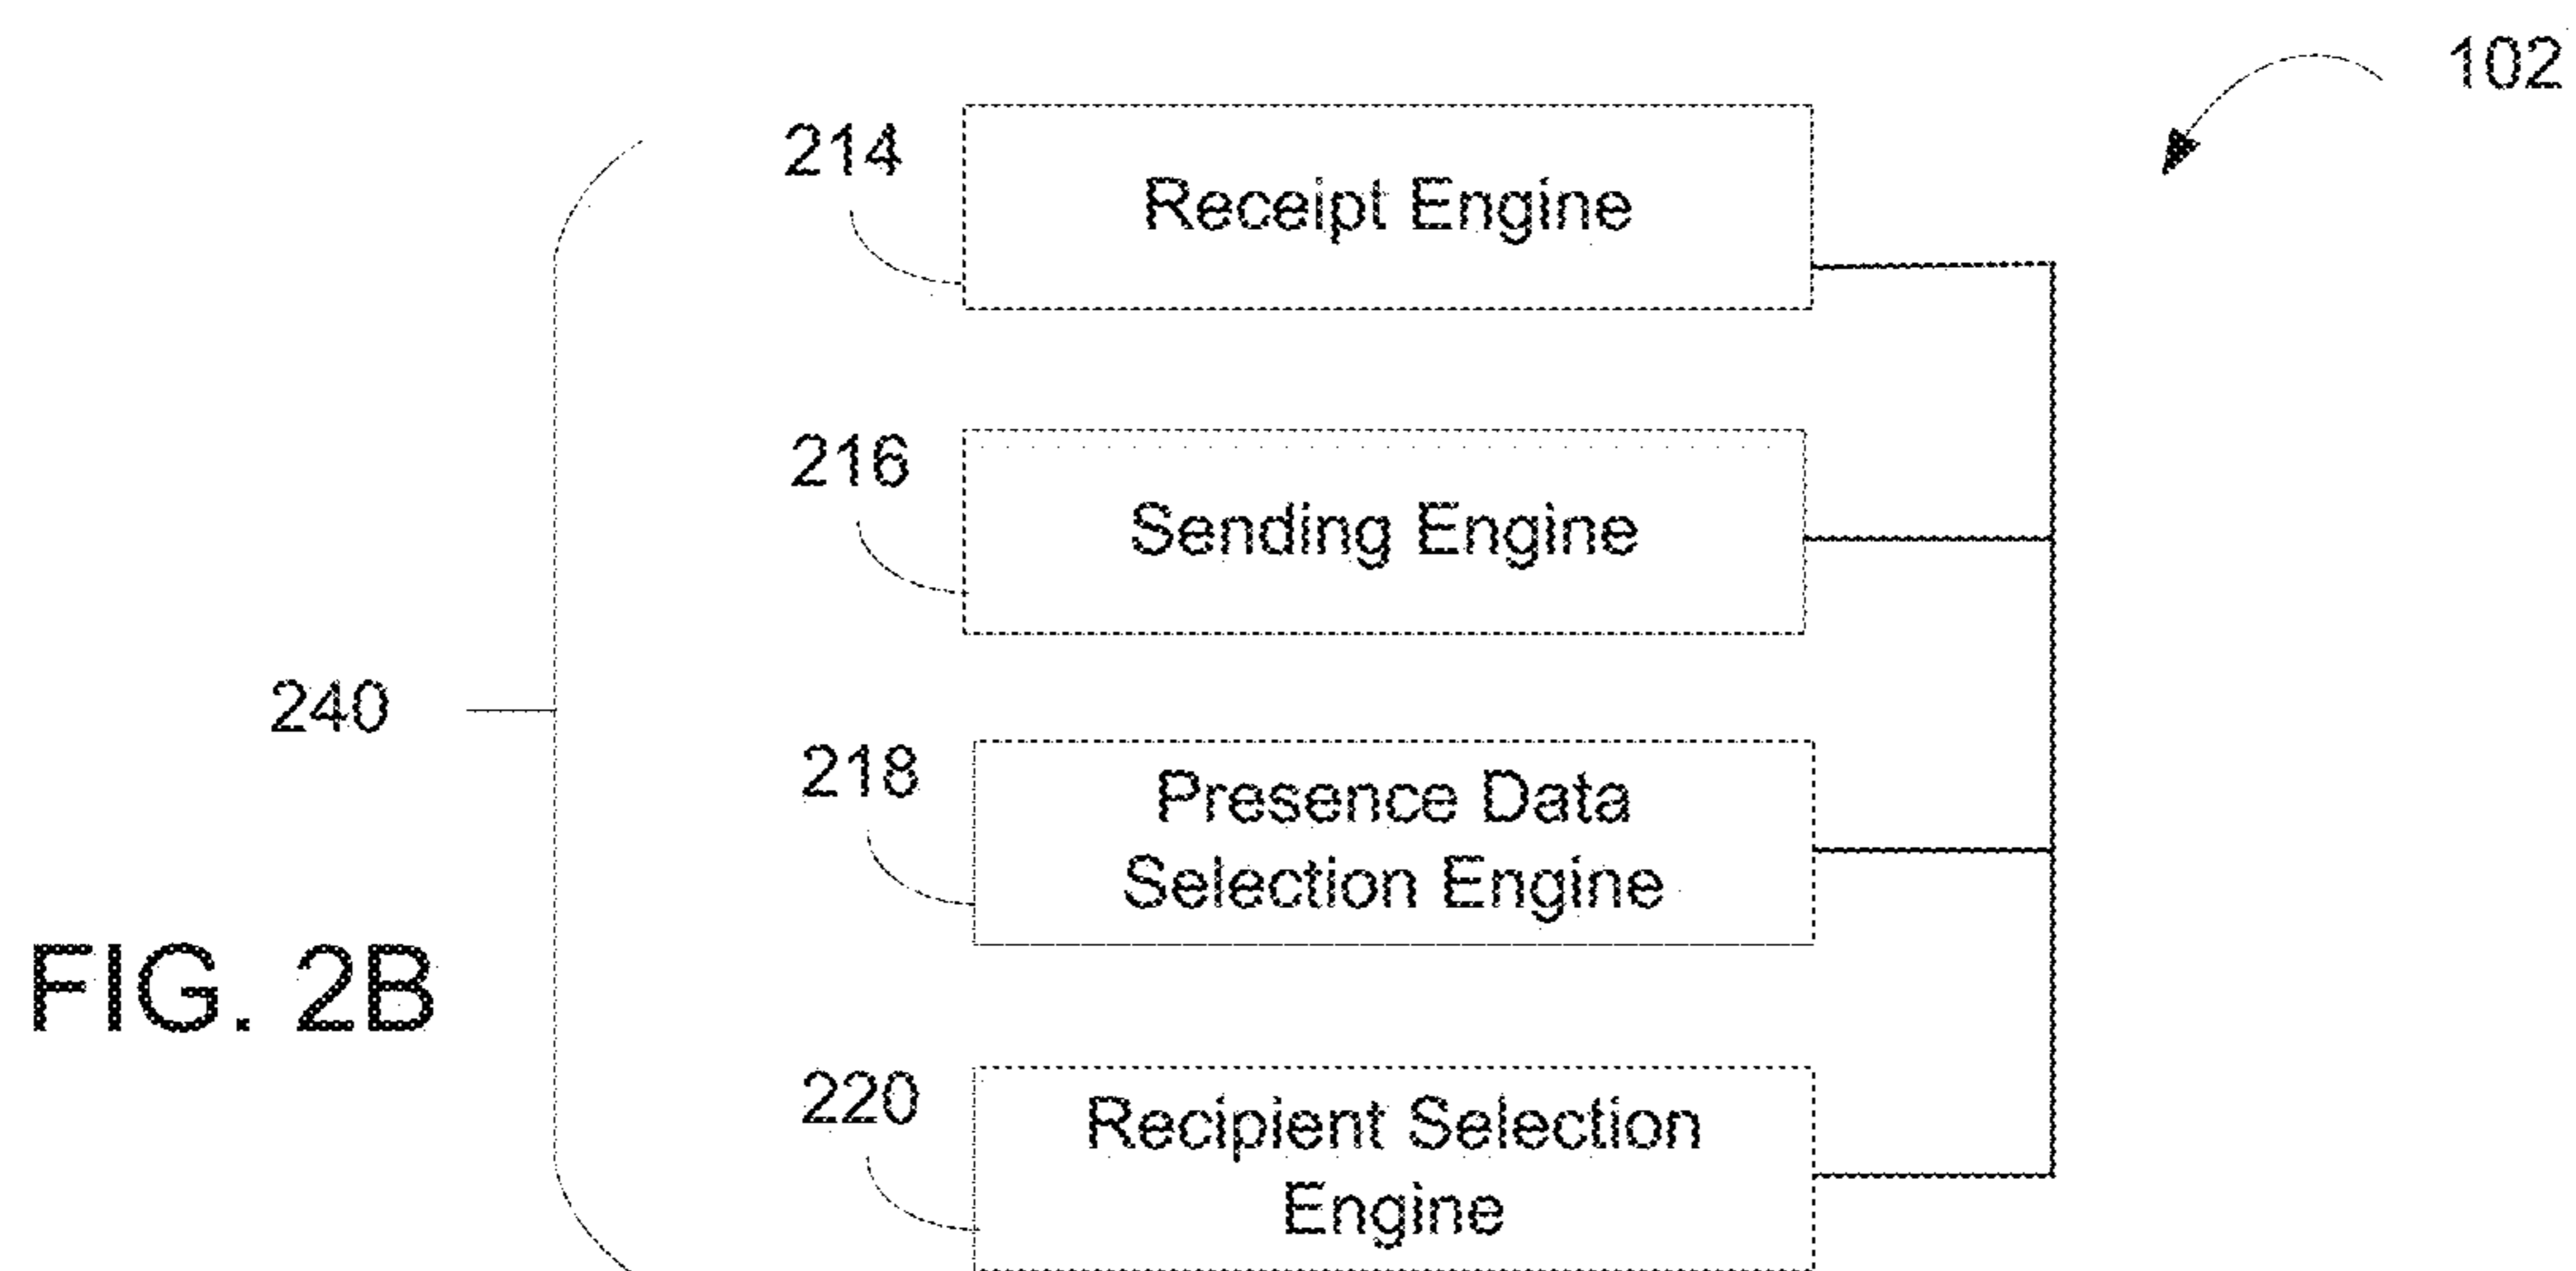 102
214
Receipt Engine
216
Sending Engine
240
218
Presence Data
Selection Engine
FIG. 2B
220
Recipient Selection
Engine